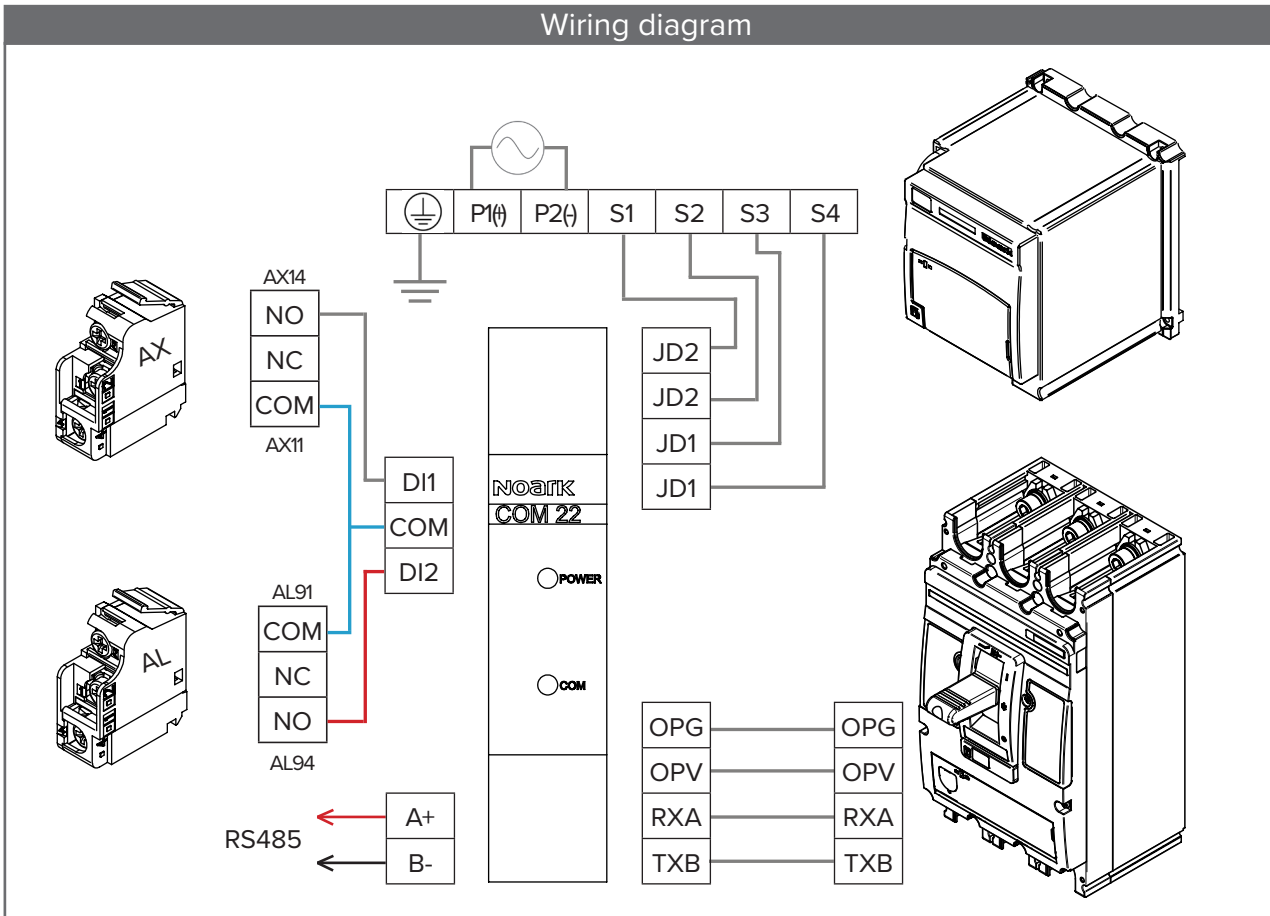 Wiring diagram
P1(+) P2(-) S1 S2 S3 S4
AX14
NO
NC
COM
AX11
AX
JD2
JD2
JD1
JD1
DI1
COM
DI2
NOARK
COM 22
POWER
COM
AL91
COM
NC
NO
AL94
AL
RS485
A+
B-
OPG OPG
OPV OPV
RXA RXA
TXB TXB